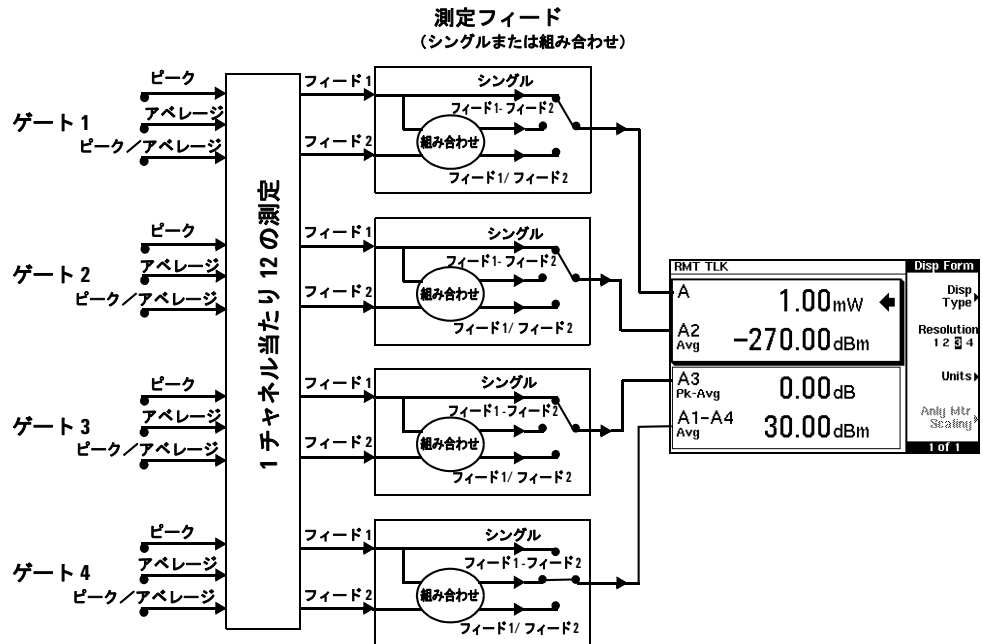 測定フィード
（シングルまたは組み合わせ）
ゲート 1
ピーク
アベレージ
ピーク／アベレージ
フィード 1
フィード 2
シングル
フィード1- フィード2
組み合わせ
フィード1/ フィード2
1 チャネル当たり 12 の測定
ゲート 2
ピーク
アベレージ
ピーク／アベレージ
フィード1
フィード 2
シングル
フィード1- フィード2
組み合わせ
フィード1/ フィード2
ゲート 3
ピーク
アベレージ
ピーク／アベレージ
フィード1
フィード 2
シングル
フィード1-フィード2
組み合わせ
フィード1/ フィード2
ゲート 4
ピーク
アベレージ
ピーク／アベレージ
フィード1
フィード 2
シングル
フィード1-フィード2
組み合わせ
フィード1/ フィード2
RMT TLK
A
1.00mW
A2
Avg
-270.00dBm
A3
Pk-Avg
0.00dB
A1-A4
Avg
30.00dBm
Disp Form
Disp
Type
Resolution
1 2 3 4
Units
Anly Mtr
Scaling
1 of 1